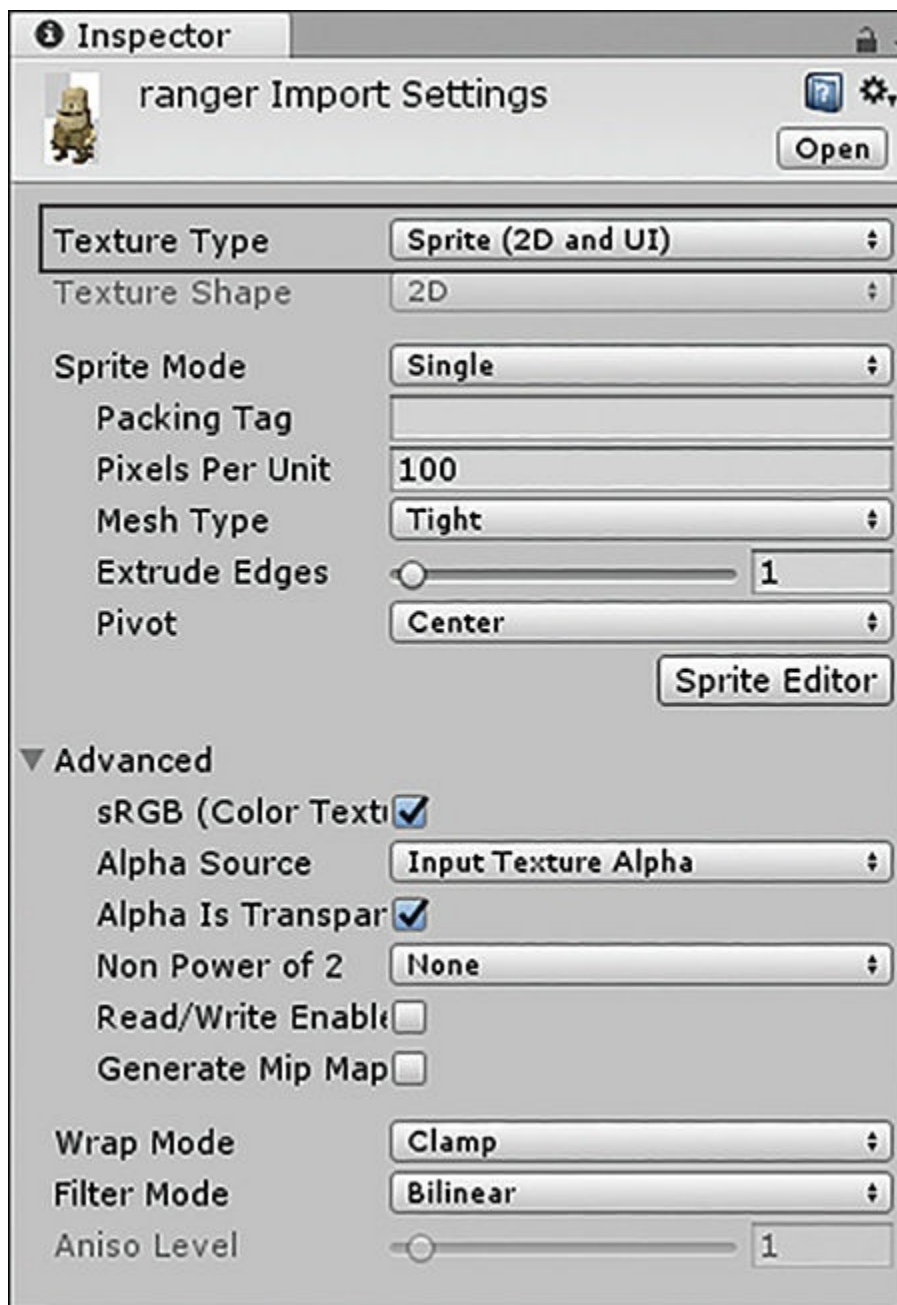 Inspector
ranger Import Settings
Open
Texture Type Sprite (2D and UI)
Texture Shape 2D
Sprite Mode Single
Packing Tag
Pixels Per Unit 100
Mesh Type Tight
Extrude Edges 1
Pivot Center
Sprite Editor
Advanced
sRGB (Color Textu
Alpha Source Input Texture Alpha
Alpha Is Transpar
Non Power of 2 None
Read/Write Enable
Generate Mip Map
Wrap Mode Clamp
Filter Mode Bilinear
Aniso Level 1